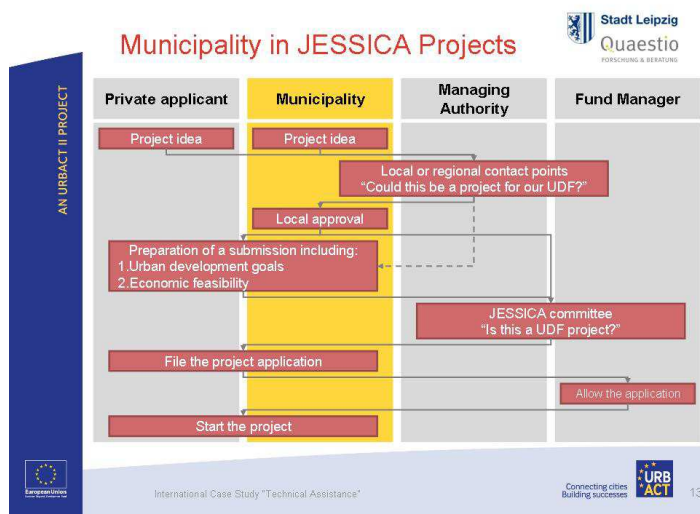 Municipality in JESSICA Projects
Stadt Leipzig
Quaestio
FORSCHUNG & BERATUNG
AN URBACT II PROJECT
Private applicant
Municipality
Managing
Authority
Fund Manager
Project idea
Project idea
Local or regional contact points
“Could this be a project for our UDF?”
Local approval
Preparation of a submission including:
1.Urban development goals
2.Economic feasibility
JESSICA committee
“Is this a UDF project?”
File the project application
Allow the application
Start the project
European Union
International Case Study "Technical Assistance"
Connecting cities
Building successes
URB
ACT
13